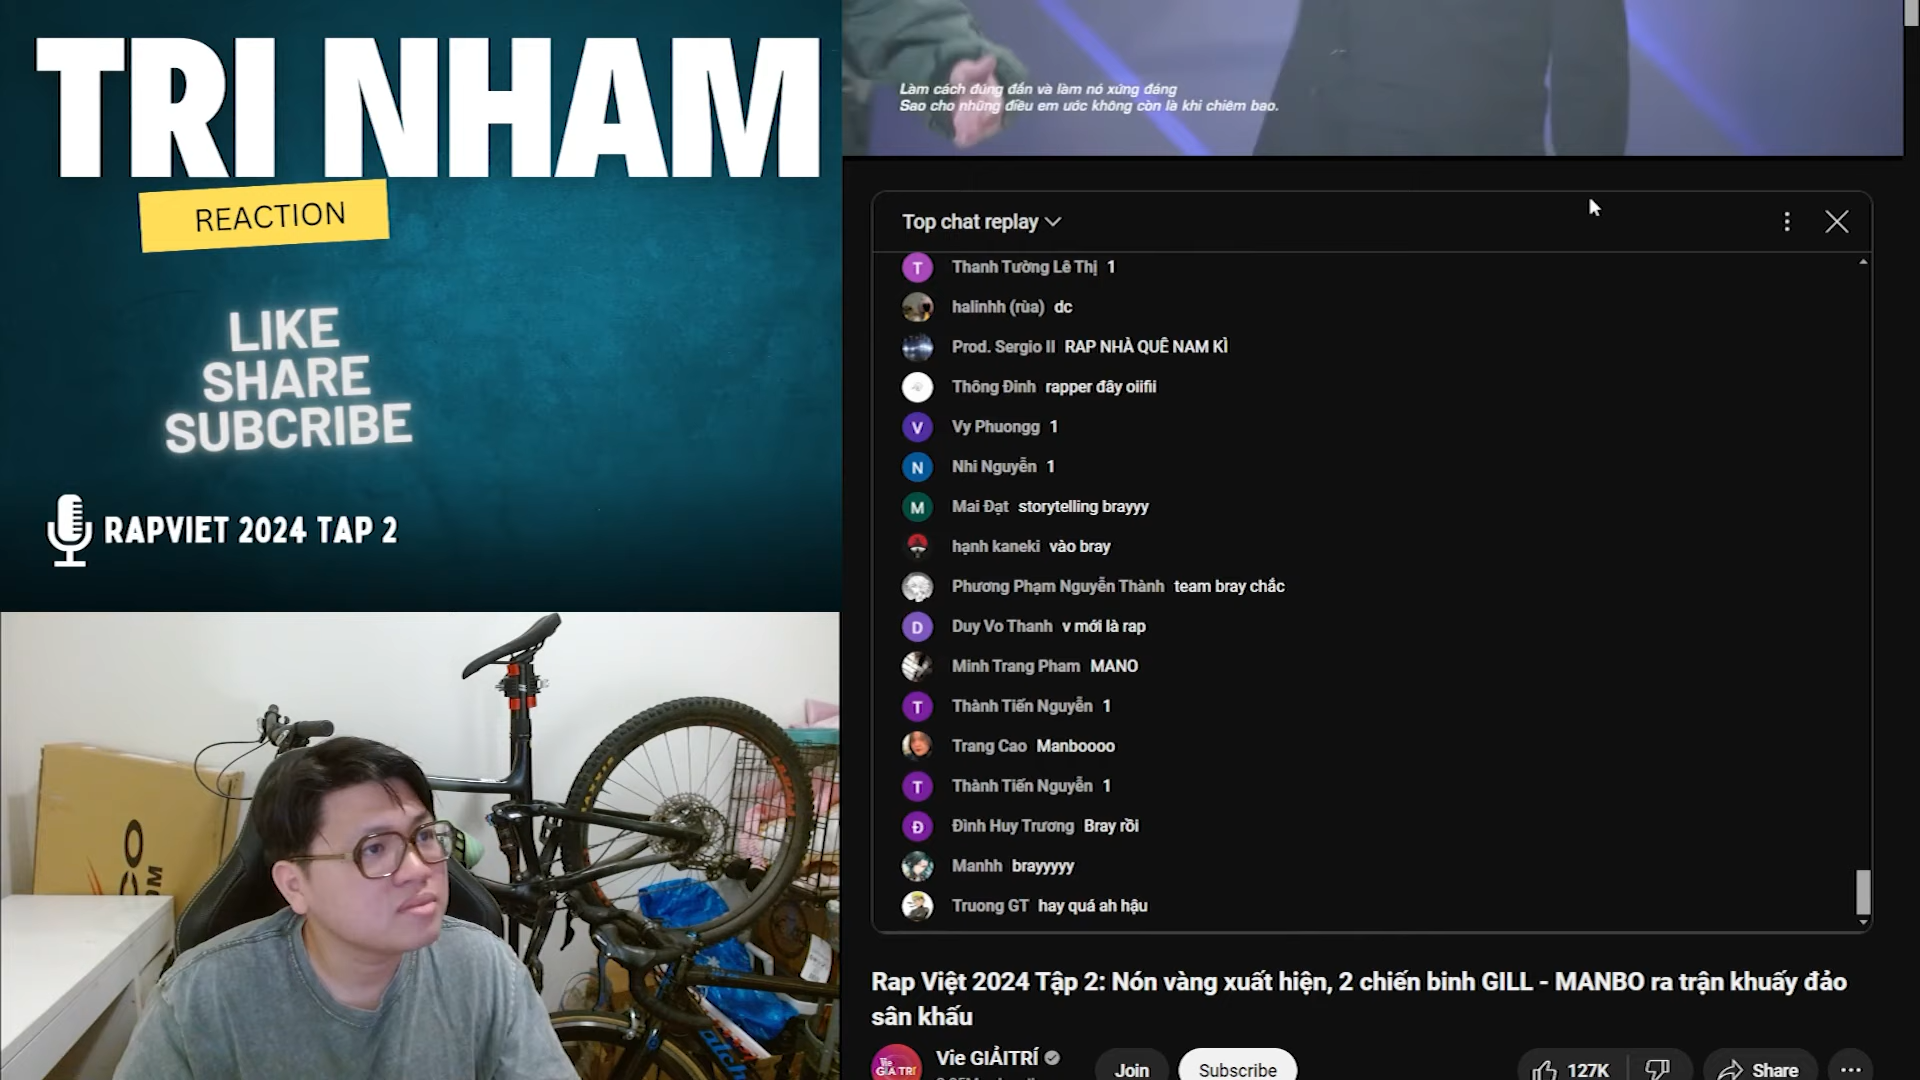 TRI NHAM
REACTION
LIKE
SHARE
SUBCRIBE
RAPVIET 2024 TAP 2
Làm cách đúng đắn và làm nó xứng đáng
Sao cho những điều em ước không còn là khi chiêm bao.
Top chat replay
T Thanh Tường Lê Thị 1
halinhh (rùa) dc
Prod. Sergio II RAP NHÀ QUÊ NAM KÌ
Thông Đinh rapper đây oiifii
V Vy Phuongg 1
N Nhi Nguyễn 1
M Mai Đạt storytelling brayyy
hạnh kaneki vào bray
Phương Phạm Nguyễn Thành team bray chắc
D Duy Vo Thanh v mới là rap
Minh Trang Pham MANO
T Thành Tiến Nguyễn 1
Trang Cao Manboooo
T Thành Tiến Nguyễn 1
Đ Đình Huy Trương Bray rồi
Manhh brayyyyy
Truong GT hay quá ah hậu
Rap Việt 2024 Tập 2: Nón vàng xuất hiện, 2 chiến binh GILL - MANBO ra trận khuấy đảo
sân khấu
Vie GIẢITRÍ
Vie GIẢITRÍ
Join
Subscribe
127K
Share
MAXXIS